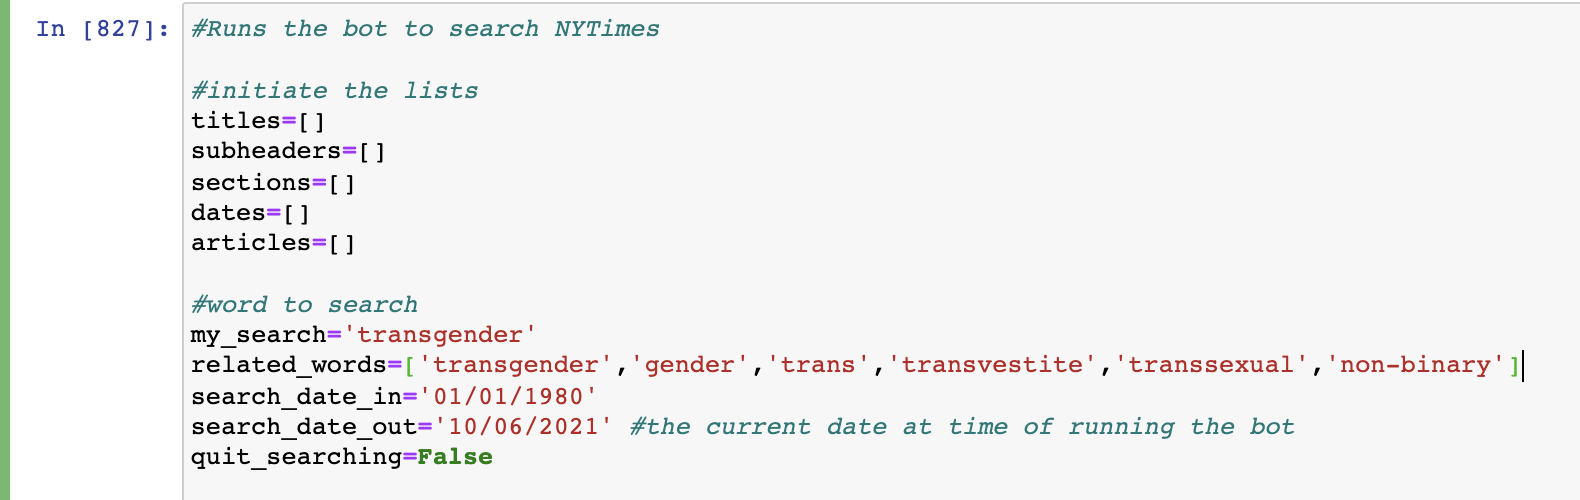 In [827]: #Runs the bot to search NYTimes
#initiate the lists
titles=[]
subheaders=[]
sections=[]
dates=[]
articles=[]
#word to search
my_search='transgender'
related_words=['transgender','gender','trans','transvestite','transsexual','non-binary']
search_date_in='01/01/1980'
search_date_out='10/06/2021' #the current date at time of running the bot
quit_searching=False